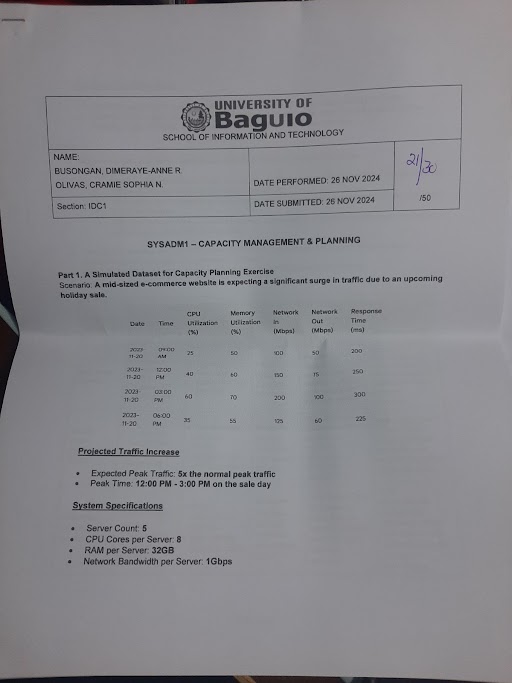 UNIVERSITY OF
Baguio
SCHOOL OF INFORMATION AND TECHNOLOGY
NAME:
BUSONGAN, DIMERAYE-ANNE R.
OLIVAS, CRAMIE SOPHIA N.
DATE PERFORMED: 26 NOV 2024
21/30
Section: IDC1
DATE SUBMITTED: 26 NOV 2024
/50
SYSADM1 – CAPACITY MANAGEMENT & PLANNING
Part 1. A Simulated Dataset for Capacity Planning Exercise
Scenario: A mid-sized e-commerce website is expecting a significant surge in traffic due to an upcoming
holiday sale.
Date Time CPU Utilization (%) Memory Utilization (%) Network In (Mbps) Network Out (Mbps) Response Time (ms)
2023-11-20 09:00 AM 25 50 100 50 200
2023-11-20 12:00 PM 40 60 150 75 250
2023-11-20 03:00 PM 60 70 200 100 300
2023-11-20 06:00 PM 35 55 125 60 225
Projected Traffic Increase
• Expected Peak Traffic: 5x the normal peak traffic
• Peak Time: 12:00 PM - 3:00 PM on the sale day
System Specifications
• Server Count: 5
• CPU Cores per Server: 8
• RAM per Server: 32GB
• Network Bandwidth per Server: 1Gbps